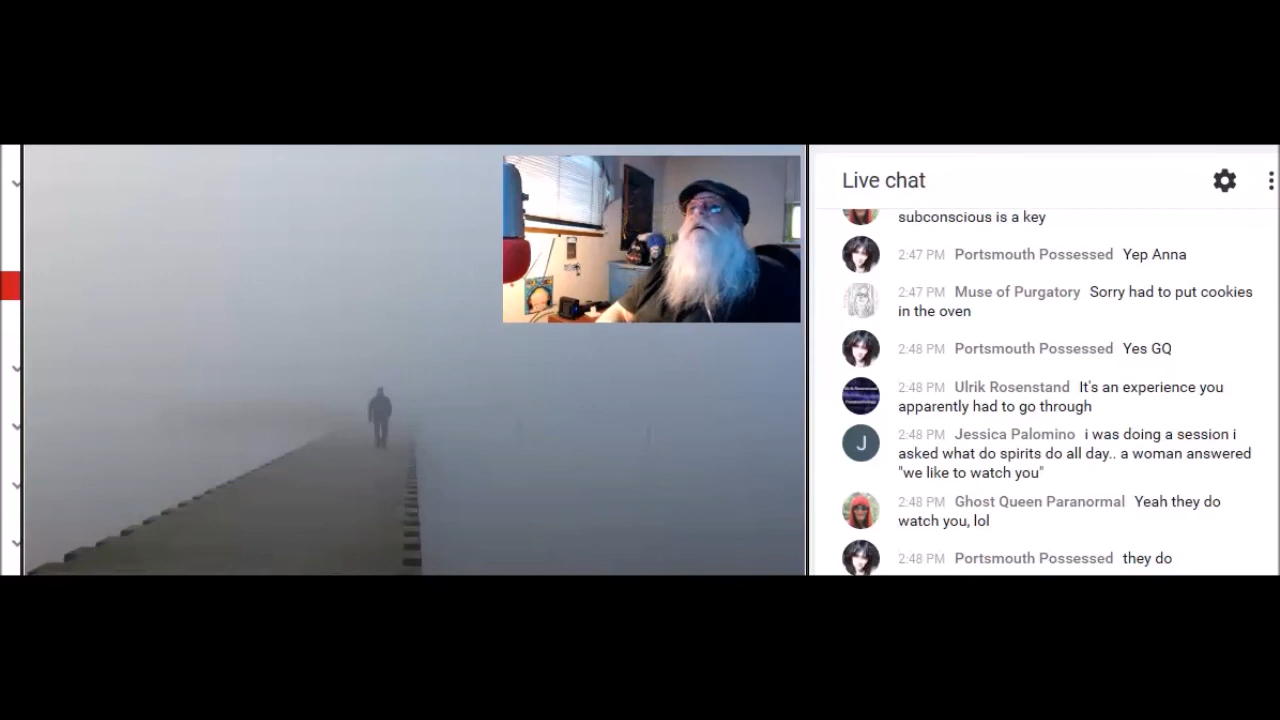 Live chat
subconscious is a key
2:47 PM Portsmouth Possessed Yep Anna
2:47 PM Muse of Purgatory Sorry had to put cookies
in the oven
2:48 PM Portsmouth Possessed Yes GQ
2:48 PM Ulrik Rosenstand It's an experience you
apparently had to go through
J
2:48 PM Jessica Palomino i was doing a session i
asked what do spirits do all day.. a woman answered
"we like to watch you"
2:48 PM Ghost Queen Paranormal Yeah they do
watch you, lol
2:48 PM Portsmouth Possessed they do